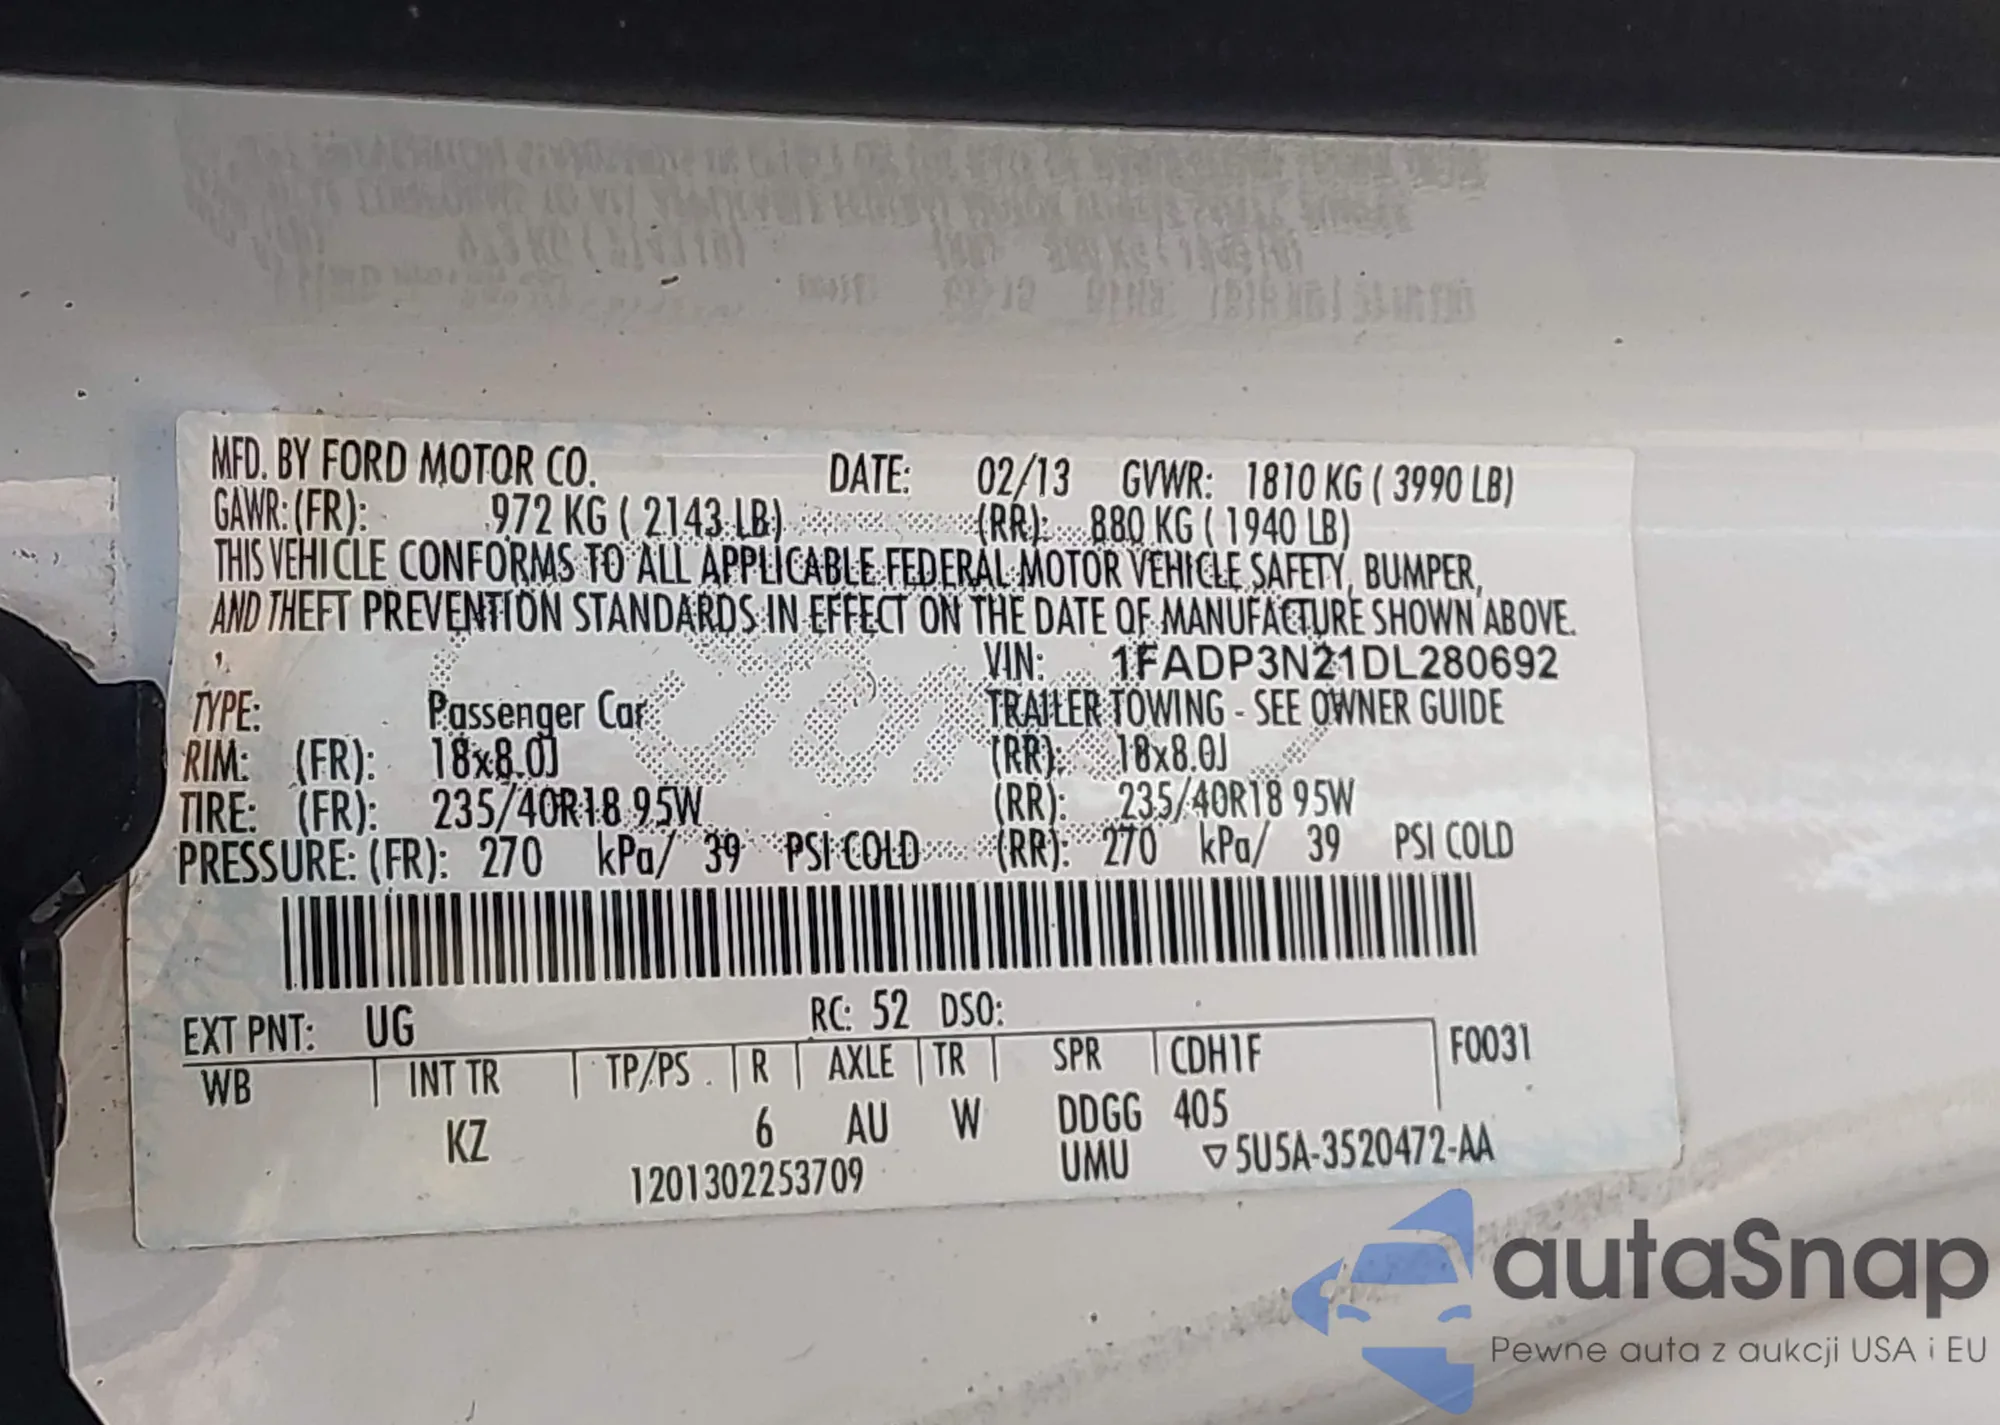 MFD. BY FORD MOTOR CO. DATE: 02/13 GVWR: 1810 KG ( 3990 LB)
GAWR: (FR): 972 KG ( 2143 LB) (RR): 880 KG ( 1940 LB)
THIS VEHICLE CONFORMS TO ALL APPLICABLE FEDERAL MOTOR VEHICLE SAFETY, BUMPER,
AND THEFT PREVENTION STANDARDS IN EFFECT ON THE DATE OF MANUFACTURE SHOWN ABOVE.
VIN: 1FADP3N21DL280692
TYPE: Passenger Car TRAILER TOWING - SEE OWNER GUIDE
RIM: (FR): 18x8.0J (RR): 18x8.0J
TIRE: (FR): 235/40R18 95W (RR): 235/40R18 95W
PRESSURE: (FR): 270 kPa/ 39 PSI COLD (RR): 270 kPa/ 39 PSI COLD
EXT PNT: UG RC: 52 DSO:
WB INT TR TP/PS R AXLE TR SPR CDH1F F0031
KZ 6 AU W DDGG 405
1201302253709 UMU ▽5U5A-3520472-AA
autaSnap
Pewne auta z aukcji USA i EU